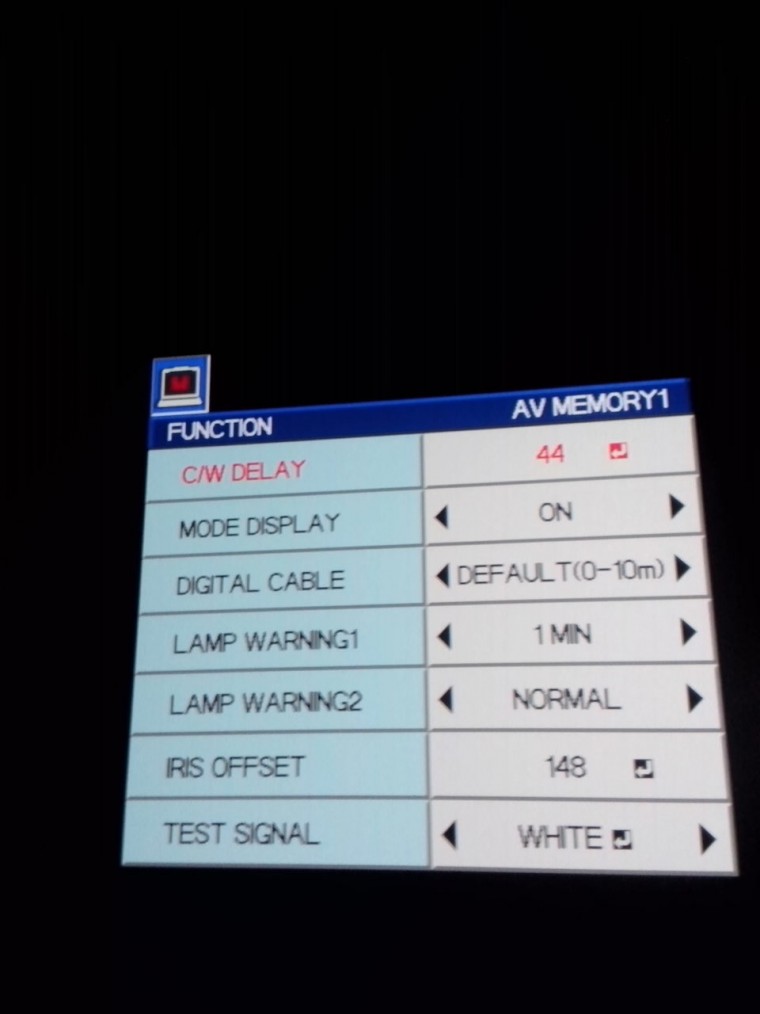 FUNCTION AV MEMORY1
C/W DELAY 44
MODE DISPLAY ON
DIGITAL CABLE DEFAULT(0-10m)
LAMP WARNING1 1 MIN
LAMP WARNING2 NORMAL
IRIS OFFSET 148
TEST SIGNAL WHITE